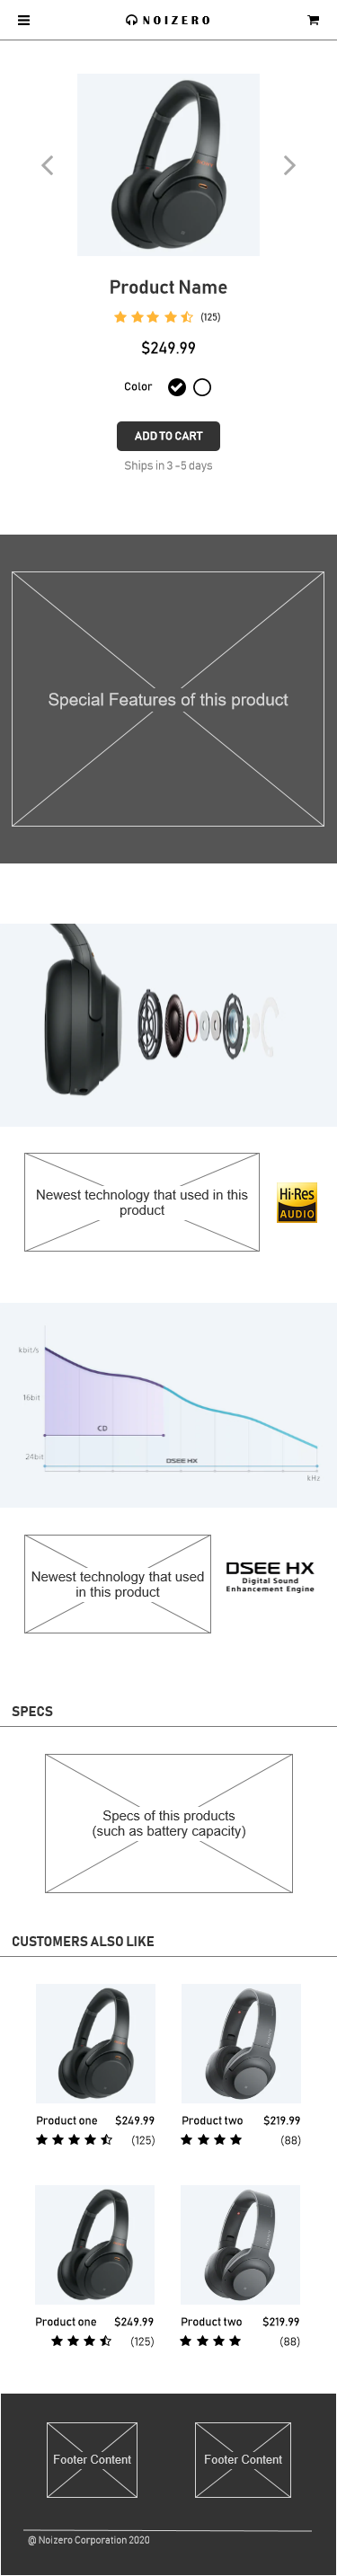 NOIZERO
Product Name
(125)
$249.99
Color
ADD TO CART
Ships in 3 -5 days
Special Features of this product
Newest technology that used in this
product
Hi-Res
AUDIO
kbit/s
16bit
CD
24bit
DSEE HX
kHz
Newest technology that used
in this product
DSEE HX
Digital Sound
Enhancement Engine
SPECS
Specs of this products
(such as battery capacity)
CUSTOMERS ALSO LIKE
Product one $249.99
(125)
Product two $219.99
(88)
Product one $249.99
(125)
Product two $219.99
(88)
Footer Content
Footer Content
@ Noizero Corporation 2020